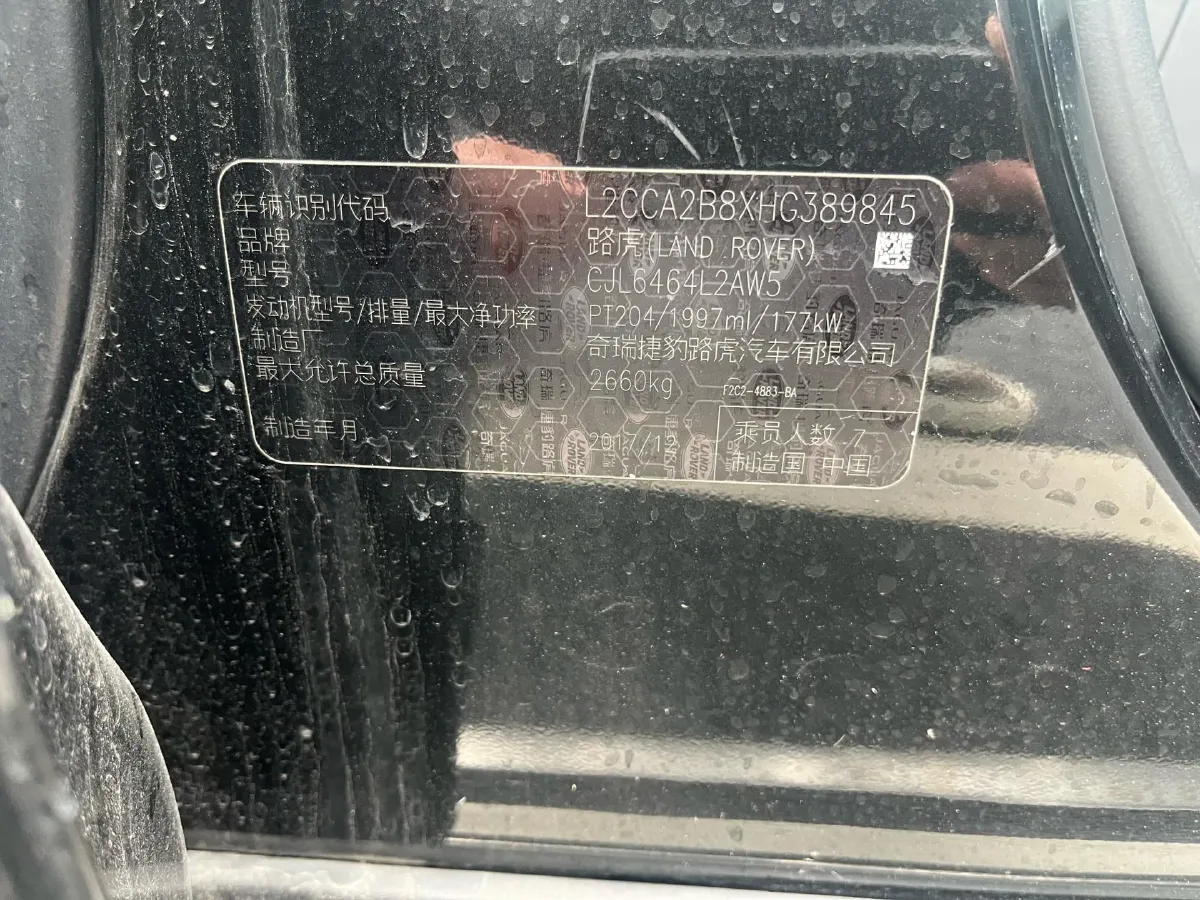 车辆识别代码 L2CCA2B8XHG389845
品牌 路虎(LAND ROVER)
型号 CJL6464L2AW5
发动机型号/排量/最大净功率 PT204/1997ml/177kW
制造厂 奇瑞捷豹路虎汽车有限公司
最大允许总质量 2660kg
F2C2-4883-BA
制造年月 2017/12
乘员人数 7
制造国 中国